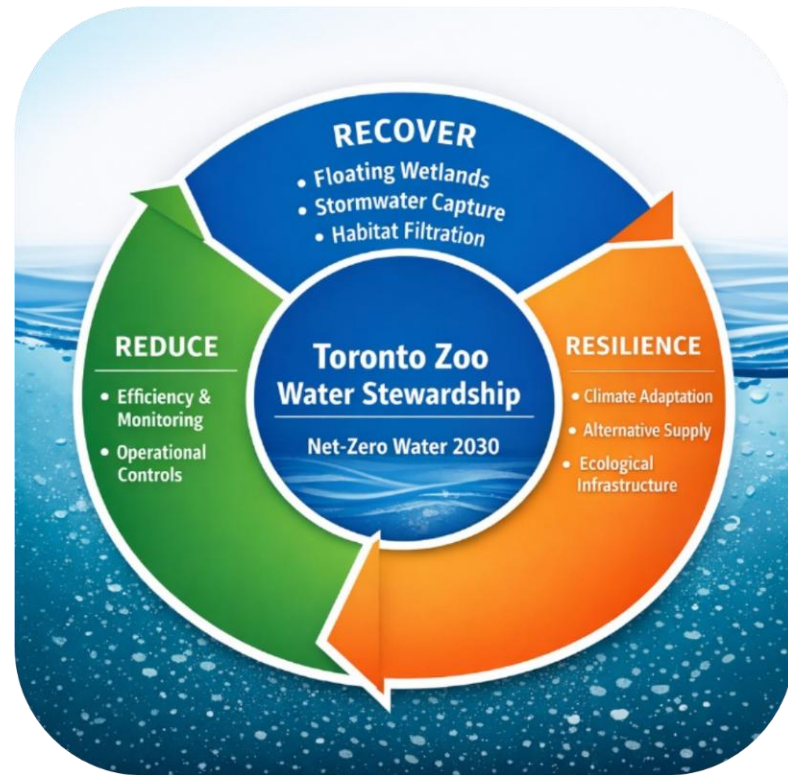 RECOVER
• Floating Wetlands
• Stormwater Capture
• Habitat Filtration
REDUCE
• Efficiency &
Monitoring
• Operational
Controls
Toronto Zoo
Water Stewardship
Net-Zero Water 2030
RESILIENCE
• Climate Adaptation
• Alternative Supply
• Ecological
Infrastructure